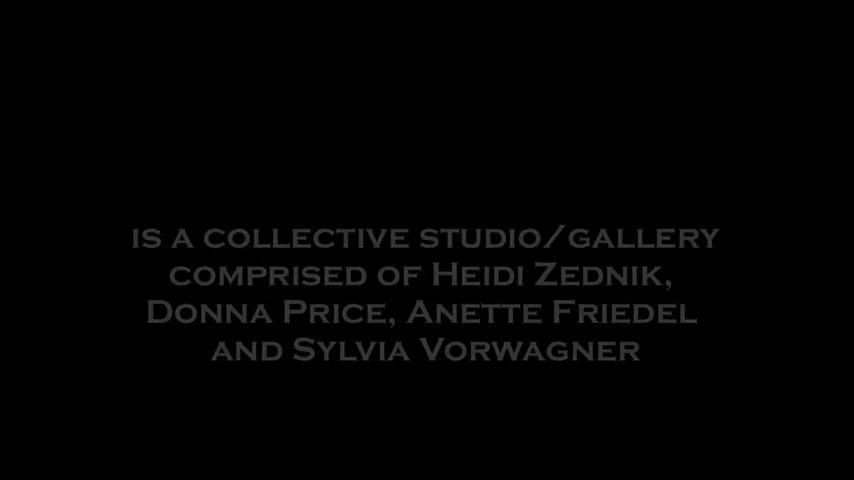 is a collective studio/gallery
comprised of Heidi Zednik,
Donna Price, Anette Friedel
and Sylvia Vorwagner